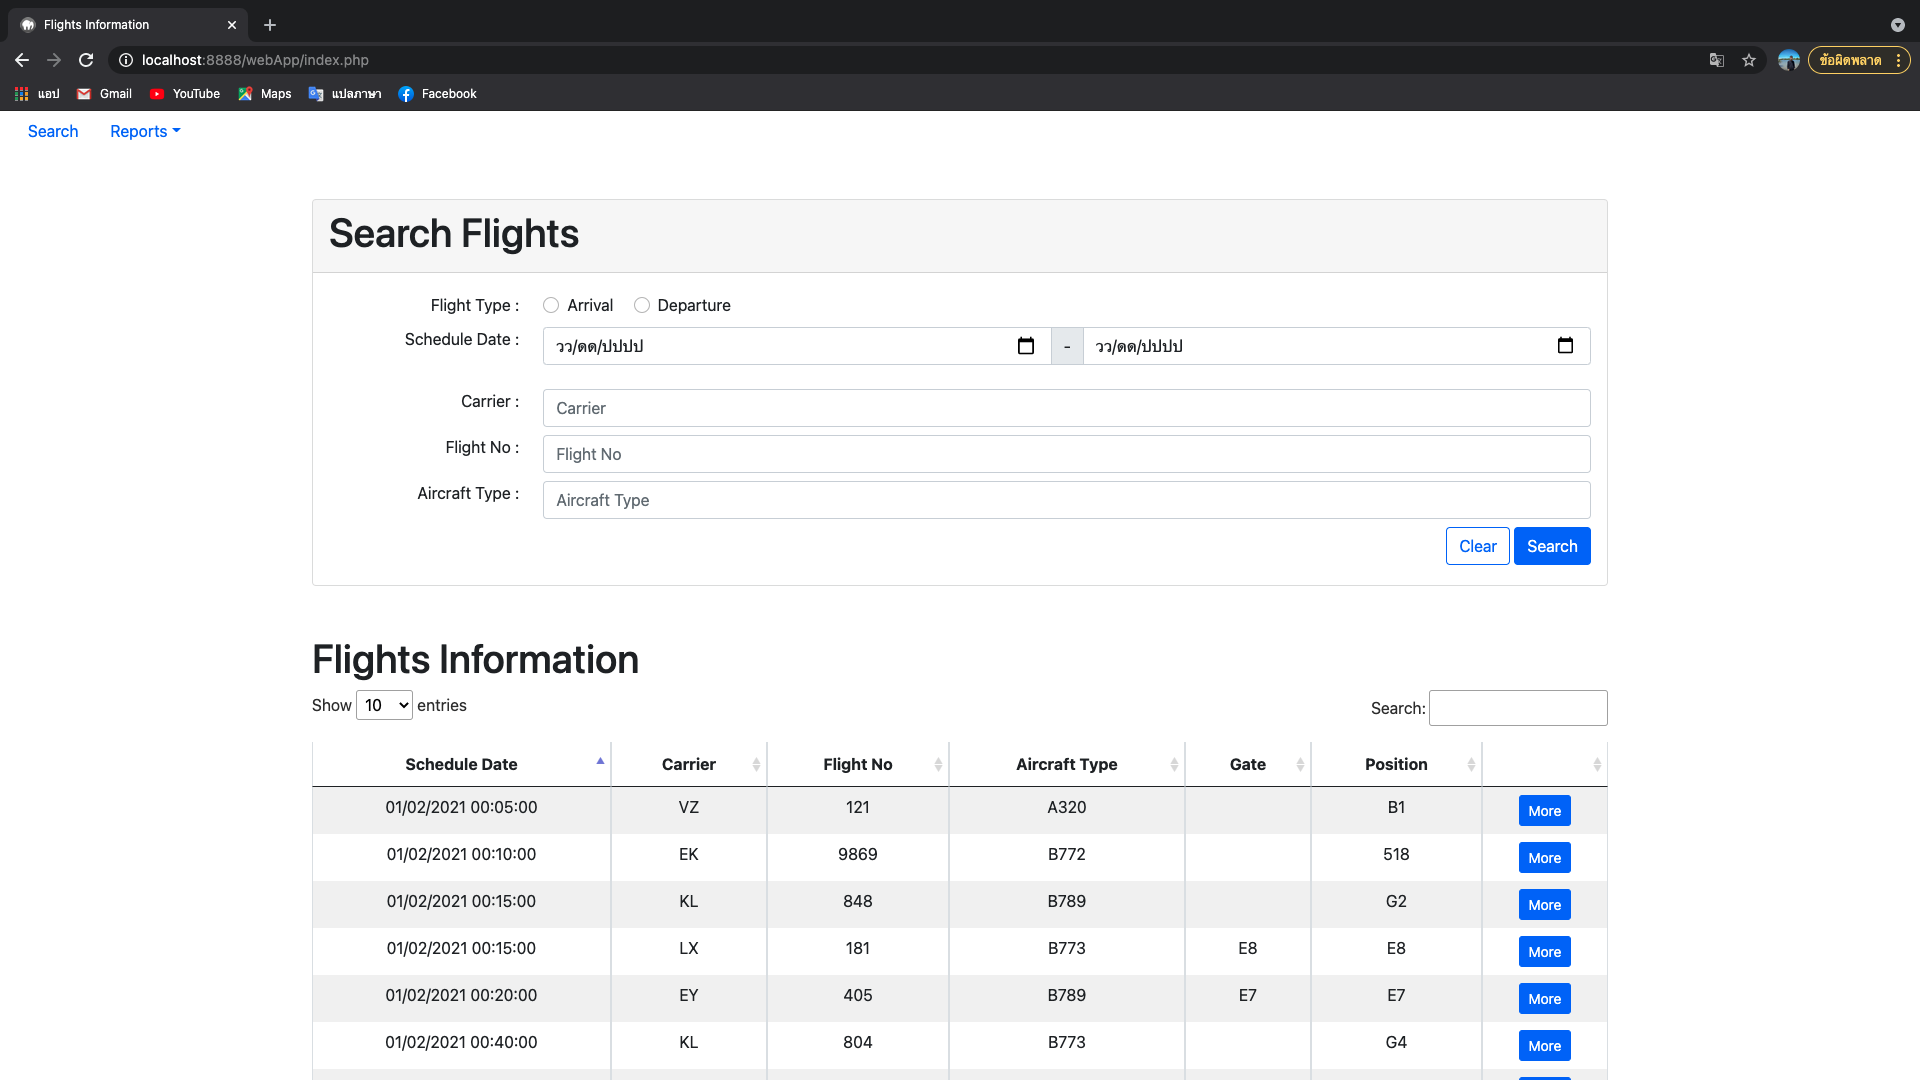 Flights Information
localhost:8888/webApp/index.php
ข้อผิดพลาด
แอป Gmail YouTube Maps แปลภาษา Facebook
Search Reports
Search Flights
Flight Type : Arrival Departure
Schedule Date : วว/ดด/ปปปป - วว/ดด/ปปปป
Carrier : Carrier
Flight No : Flight No
Aircraft Type : Aircraft Type
Clear Search
Flights Information
Show 10 entries Search:
Schedule Date Carrier Flight No Aircraft Type Gate Position
01/02/2021 00:05:00 VZ 121 A320 B1 More
01/02/2021 00:10:00 EK 9869 B772 518 More
01/02/2021 00:15:00 KL 848 B789 G2 More
01/02/2021 00:15:00 LX 181 B773 E8 E8 More
01/02/2021 00:20:00 EY 405 B789 E7 E7 More
01/02/2021 00:40:00 KL 804 B773 G4 More